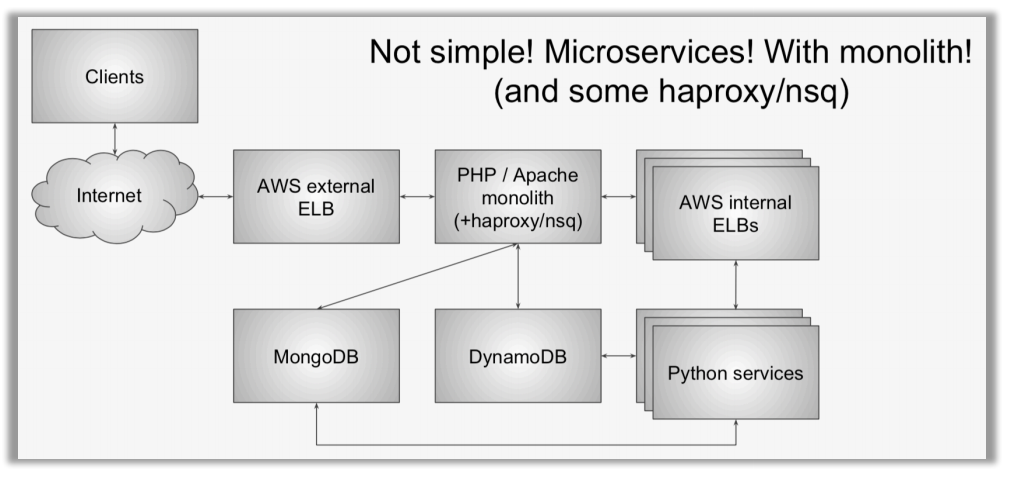 Not simple! Microservices! With monolith!
(and some haproxy/nsq)
Clients
Internet
AWS external
ELB
PHP / Apache
monolith
(+haproxy/nsq)
AWS internal
ELBs
MongoDB
DynamoDB
Python services